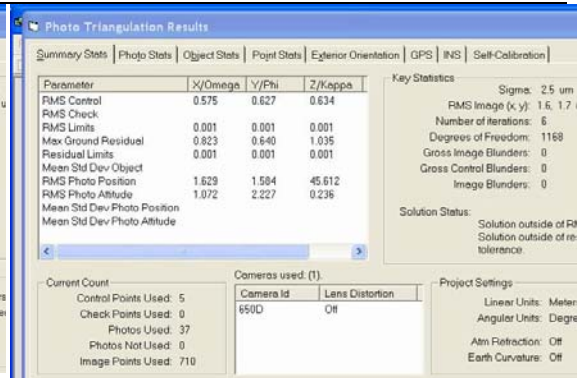 Photo Triangulation Results
Summary Stats Photo Stats Object Stats Point Stats Exterior Orientation GPS INS Self-Calibration
Parameter X/Omega Y/Phi Z/Kappa
RMS Control 0.575 0.627 0.634
RMS Check
RMS Limits 0.001 0.001 0.001
Max Ground Residual 0.823 0.640 1.035
Residual Limits 0.001 0.001 0.001
Mean Std Dev Object
RMS Photo Position 1.629 1.584 45.612
RMS Photo Attitude 1.072 2.227 0.236
Mean Std Dev Photo Position
Mean Std Dev Photo Attitude
Key Statistics
Sigma: 2.5 um
RMS Image (x, y): 1.6, 1.7
Number of iterations: 6
Degrees of Freedom: 1168
Gross Image Blunders: 0
Gross Control Blunders: 0
Image Blunders: 0
Solution Status:
Solution outside of
Solution outside of
tolerance.
Current Count
Control Points Used: 5
Check Points Used: 0
Photos Used: 37
Photos Not Used: 0
Image Points Used: 710
Cameras used: (1).
Camera Id Lens Distortion
650D Off
Project Settings
Linear Units: Meter
Angular Units: Degre
Atm Refraction: Off
Earth Curvature: Off